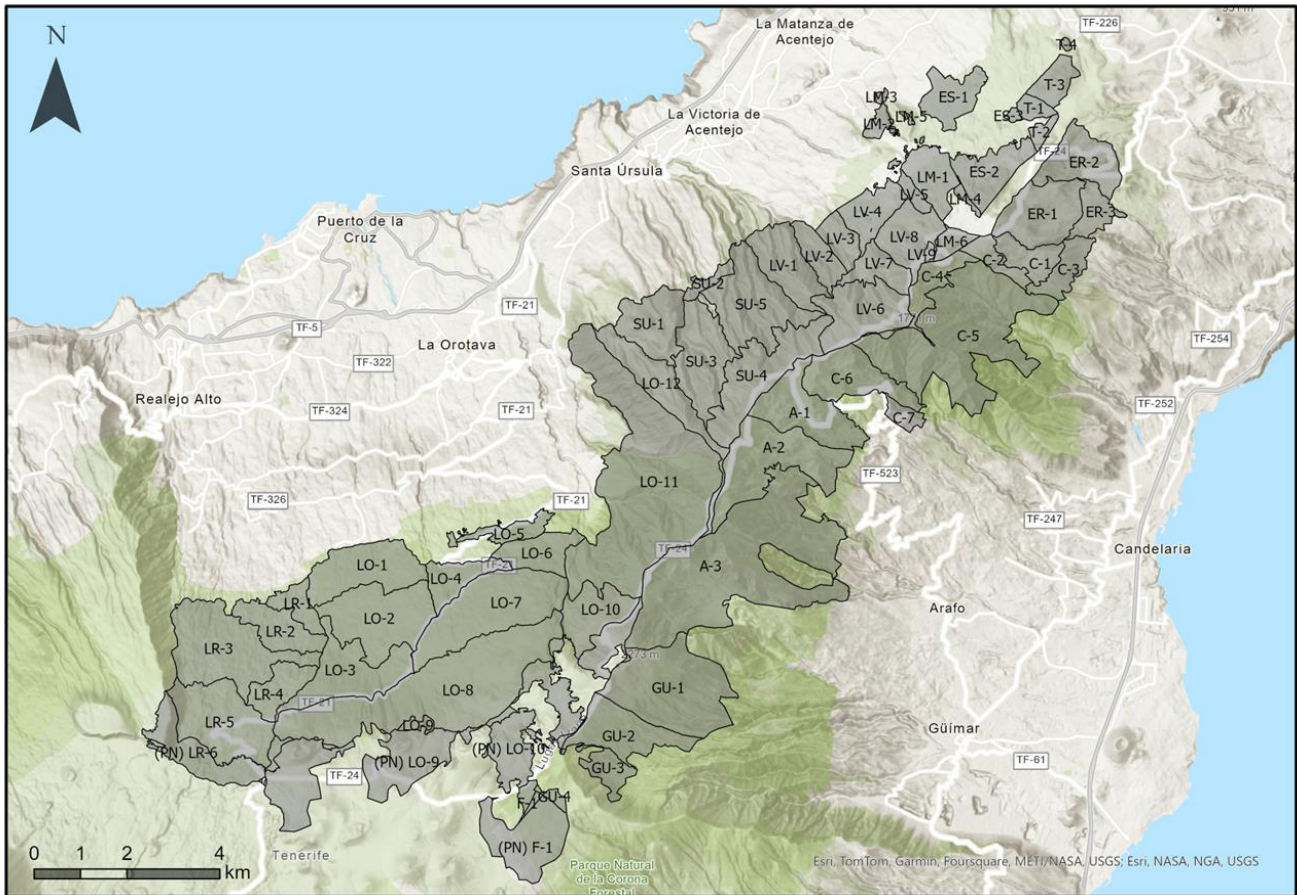 N
La Matanza de
Acentejo
TF-226
T-4
T-3
T-1
T-2
ES-1
ES-3
LM-3
LM-5
LM-2
La Victoria de
Acentejo
TF-24
ER-2
ES-2
LM-1
LM-4
LV-5
Santa Úrsula
LV-4
ER-1
ER-3
Puerto de la
Cruz
LV-3
LV-8
LM-6
LV-9
C-2
C-1
C-3
LV-1
LV-2
LV-7
C-4
SU-2
SU-5
LV-6
TF-21
TF-5
SU-1
C-5
TF-254
La Orotava
TF-322
SU-3
SU-4
LO-12
C-6
Realejo Alto
TF-324
TF-21
A-1
C-7
TF-252
A-2
TF-523
TF-326
TF-21
LO-11
TF-247
LO-5
LO-6
TF-24
Candelaria
LO-1
LO-4
TF-21
A-3
LR-1
LO-2
LO-7
LO-10
Arafo
LR-2
LR-3
LO-3
LR-4
LO-8
GU-1
TF-21
LR-5
LO-9
GU-2
Güímar
(PN) LR-6
(PN) LO-9
(PN) LO-10
GU-3
TF-61
TF-24
F-1
GU-4
(PN) F-1
Tenerife
Parque Natural
de la Corona
Forestal
0 1 2 4
km
Esri, TomTom, Garmin, Foursquare, METI/NASA, USGS; Esri, NASA, NGA, USGS